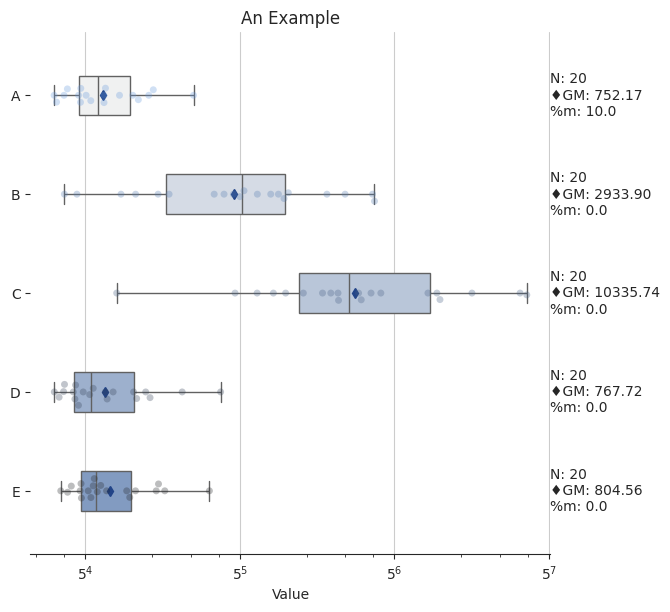 An Example
A
N: 20
♦GM: 752.17
%m: 10.0
B
N: 20
♦GM: 2933.90
%m: 0.0
C
N: 20
♦GM: 10335.74
%m: 0.0
D
N: 20
♦GM: 767.72
%m: 0.0
E
N: 20
♦GM: 804.56
%m: 0.0
5⁴ 5⁵ 5⁶ 5⁷
Value